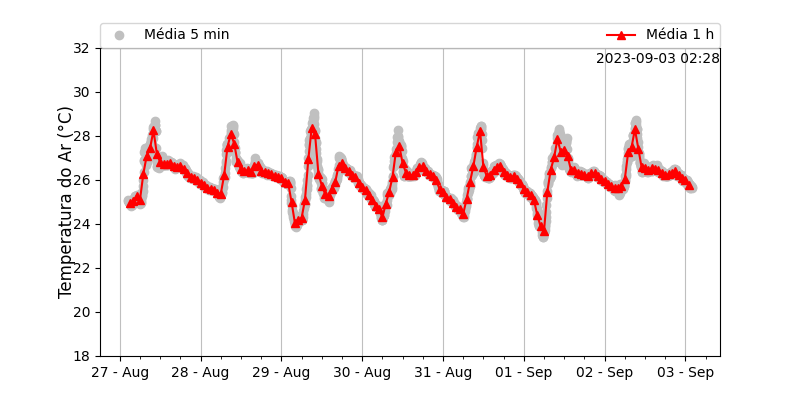 Média 5 min
Média 1 h
2023-09-03 02:28
Temperatura do Ar (°C)
32
30
28
26
24
22
20
18
27 - Aug
28 - Aug
29 - Aug
30 - Aug
31 - Aug
01 - Sep
02 - Sep
03 - Sep